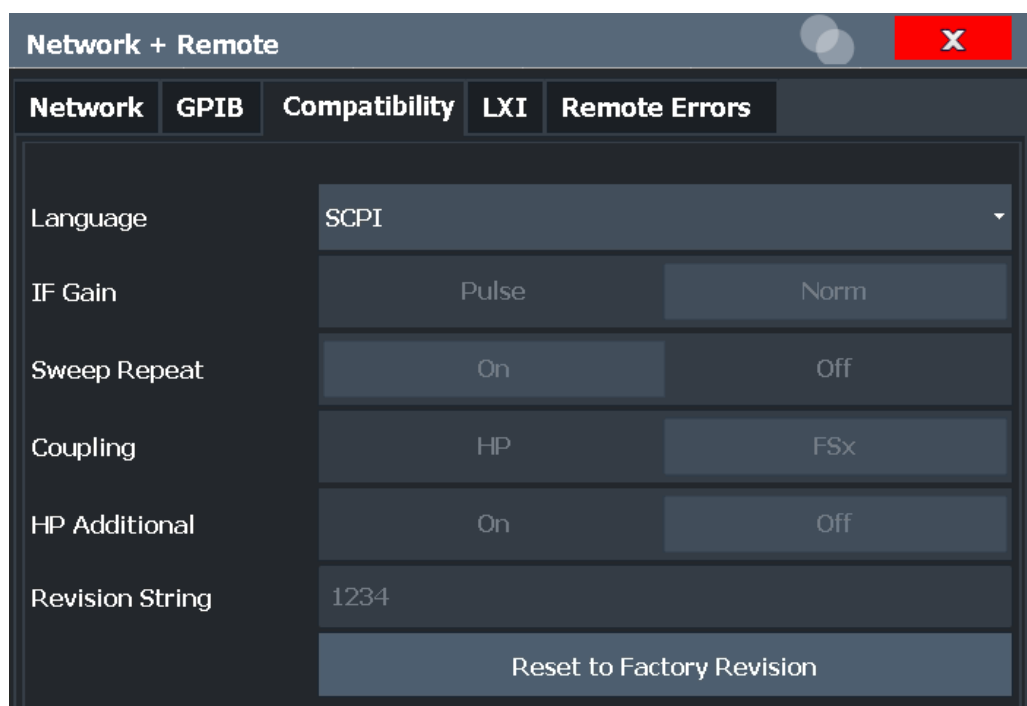 Network + Remote X
Network GPIB Compatibility LXI Remote Errors
Language SCPI
IF Gain Pulse Norm
Sweep Repeat On Off
Coupling HP FSx
HP Additional On Off
Revision String 1234
Reset to Factory Revision